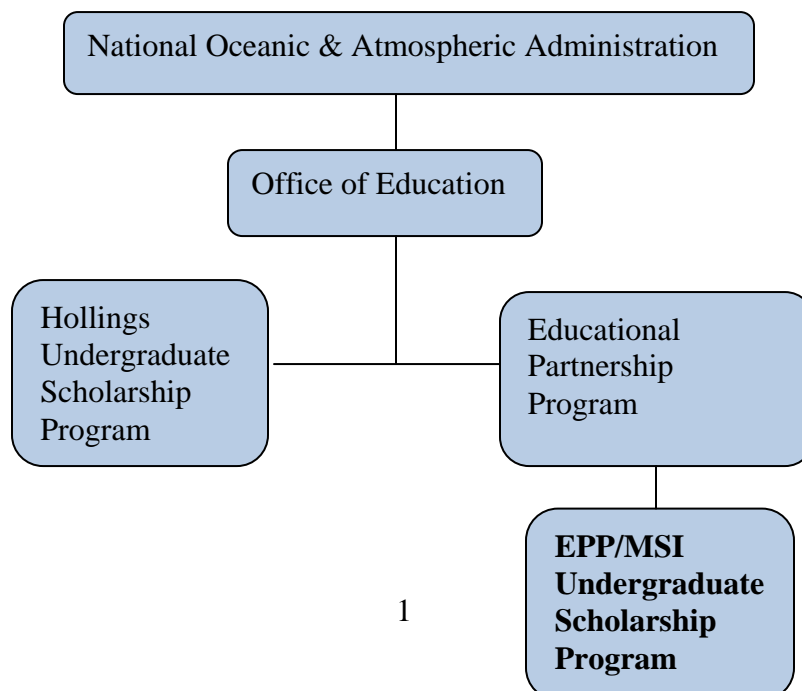 National Oceanic & Atmospheric Administration
Office of Education
Hollings
Undergraduate
Scholarship
Program
Educational
Partnership
Program
EPP/MSI
Undergraduate
Scholarship
Program
1